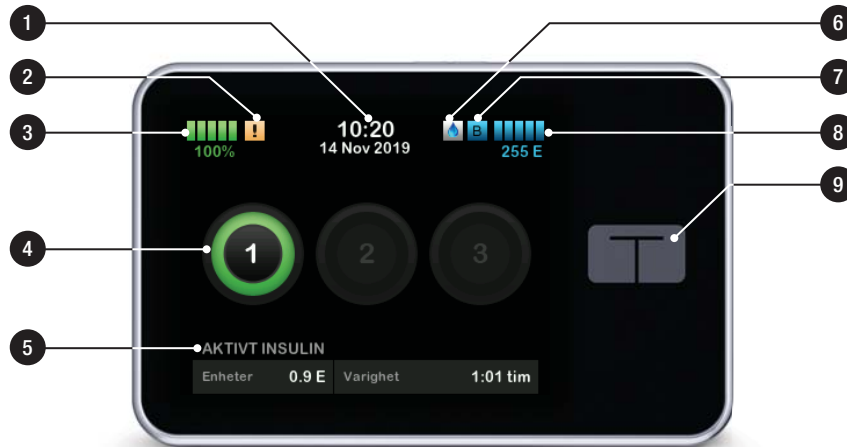 1
6
2
7
3
! 10:20 B
8
100% 14 Nov 2019 255 E
9
4
1 2 3
5
AKTIVT INSULIN
Enheter 0.9 E Varighet 1:01 tim